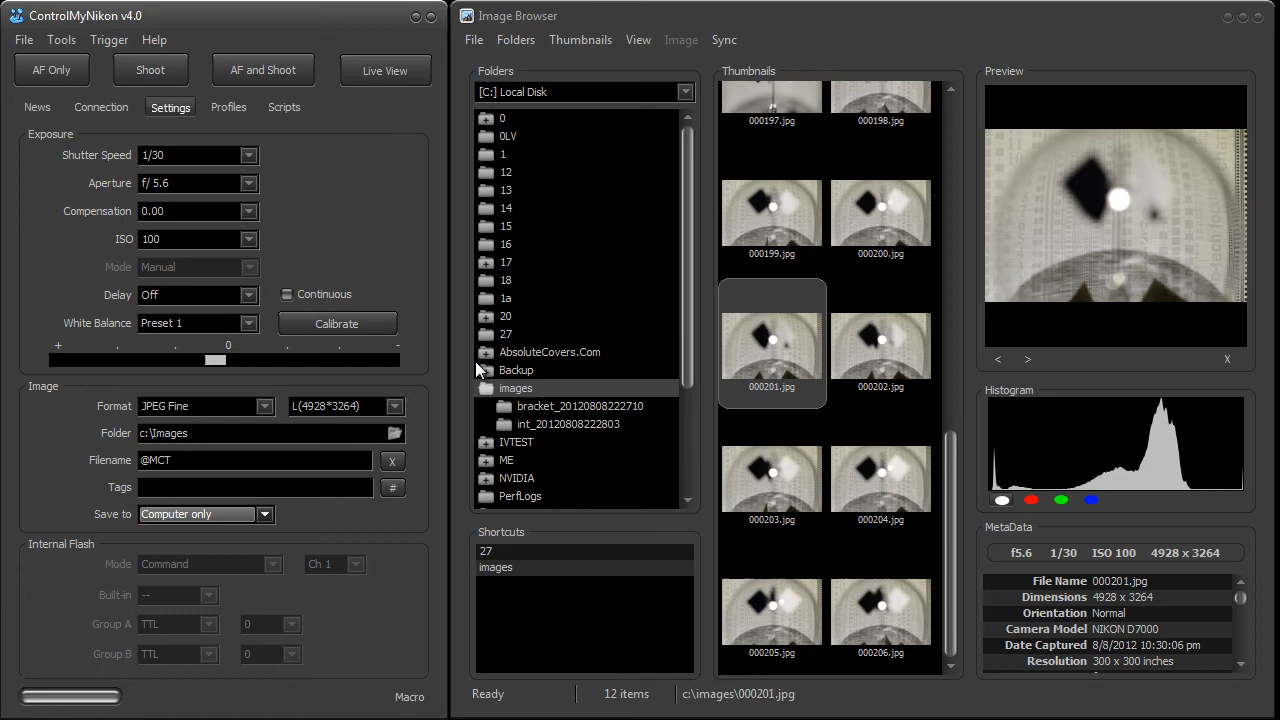 ControlMyNikon v4.0
File Tools Trigger Help
AF Only Shoot AF and Shoot Live View
News Connection Settings Profiles Scripts
Exposure
Shutter Speed 1/30
Aperture f/ 5.6
Compensation 0.00
ISO 100
Mode Manual
Delay Off Continuous
White Balance Preset 1 Calibrate
+ . . 0 . . -
Image
Format JPEG Fine L(4928*3264)
Folder c:\Images
Filename @MCT X
Tags #
Save to Computer only
Internal Flash
Mode Command Ch 1
Built-in --
Group A TTL 0
Group B TTL 0
Macro
Image Browser
File Folders Thumbnails View Image Sync
Folders
[C:] Local Disk
0
0LV
1
12
13
14
15
16
17
18
1a
20
27
AbsoluteCovers.Com
Backup
images
bracket_20120808222710
int_20120808222803
IVTEST
ME
NVIDIA
PerfLogs
Shortcuts
27
images
Thumbnails
000197.jpg 000198.jpg
000199.jpg 000200.jpg
000201.jpg 000202.jpg
000203.jpg 000204.jpg
000205.jpg 000206.jpg
Preview
< > X
Histogram
MetaData
f5.6 1/30 ISO 100 4928 x 3264
File Name 000201.jpg
Dimensions 4928 x 3264
Orientation Normal
Camera Model NIKON D7000
Date Captured 8/8/2012 10:30:06 pm
Resolution 300 x 300 inches
Ready 12 items c:\images\000201.jpg